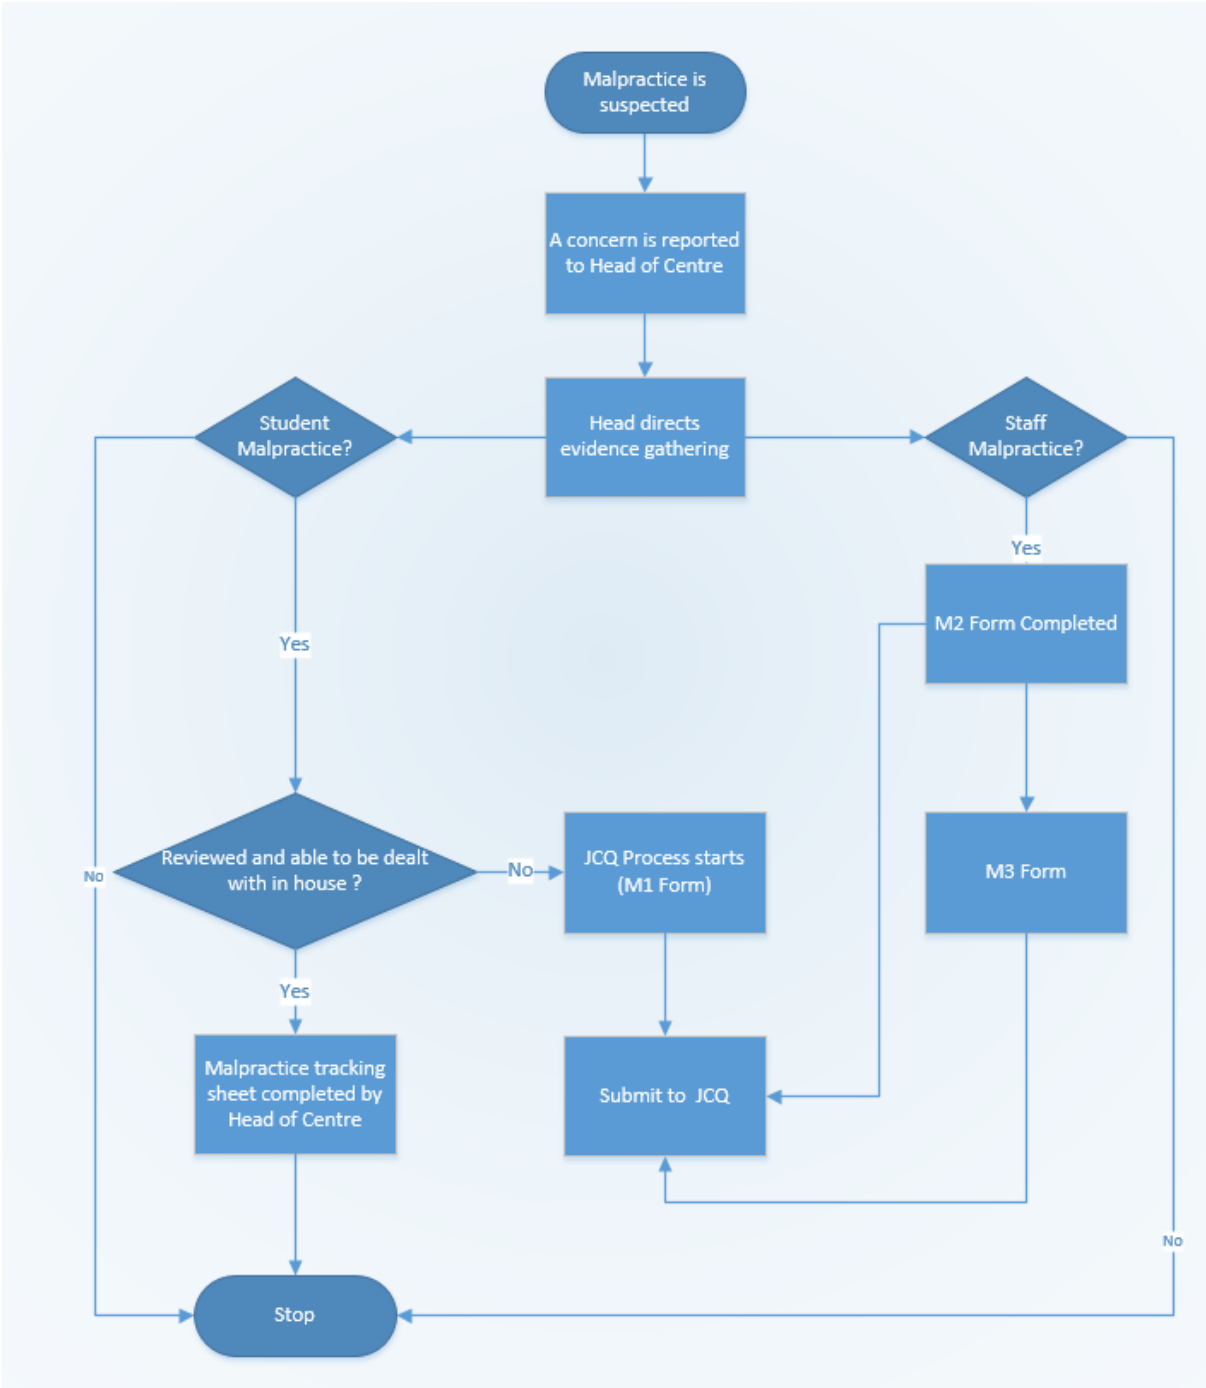 Malpractice is
suspected
A concern is reported
to Head of Centre
Student
Malpractice?
Head directs
evidence gathering
Staff
Malpractice?
Yes
M2 Form Completed
Yes
Reviewed and able to be dealt
with in house ?
No
No
JCQ Process starts
(M1 Form)
M3 Form
Yes
Malpractice tracking
sheet completed by
Head of Centre
Submit to JCQ
No
Stop